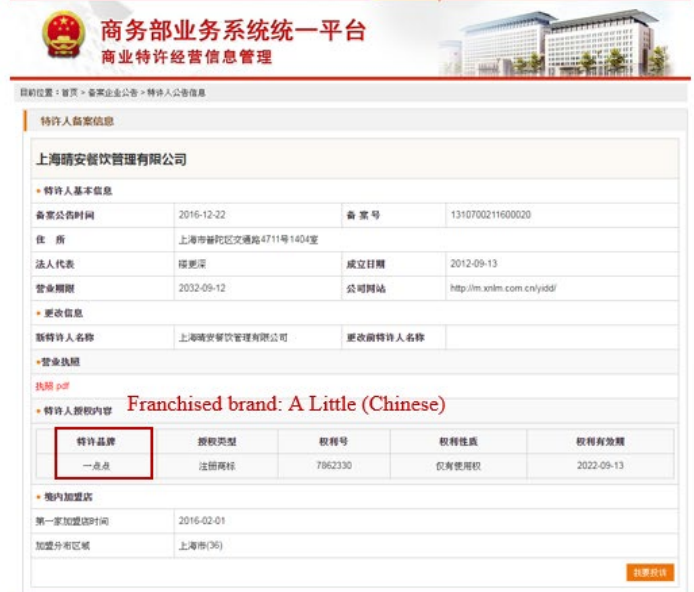 商务部业务系统统一平台
商业特许经营信息管理
目前位置：首页 > 备案企业公告 > 特许人公告信息
特许人备案信息
上海晴安餐饮管理有限公司
• 特许人基本信息
备案公告时间 2016-12-22 备 案 号 1310700211600020
住 所 上海市普陀区交通路4711号1404室
法人代表 成立日期 2012-09-13
营业期限 2032-09-12 公司网站 http://m.xnlm.com.cn/yidd/
• 更改信息
新特许人名称 上海晴安餐饮管理有限公司 更改前特许人名称
•营业执照
执照.pdf
• 特许人授权内容 Franchised brand: A Little (Chinese)
特许品牌 授权类型 权利号 权利性质 权利有效期
一点点 注册商标 7862330 仅有使用权 2022-09-13
• 境内加盟店
第一家加盟店时间 2016-02-01
加盟分布区域 上海市(36)
我要投诉